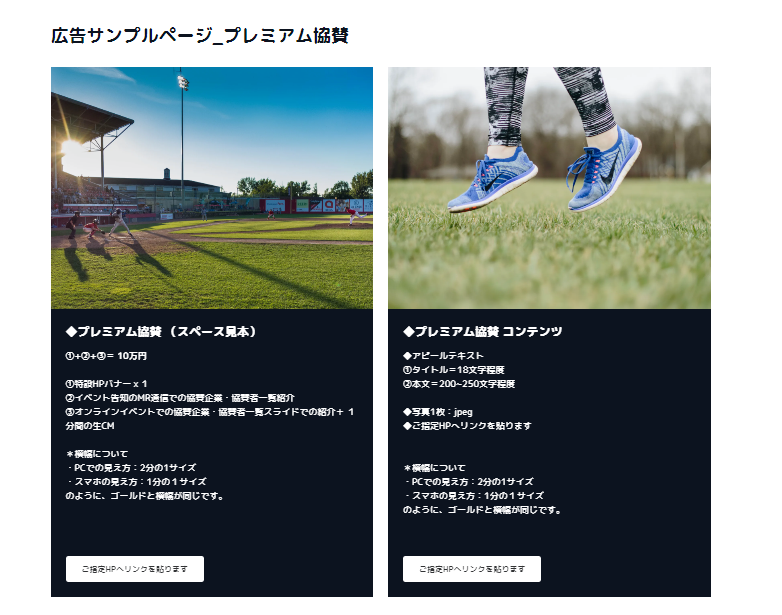 広告サンプルページ_プレミアム協賛
◆プレミアム協賛 （スペース見本）
①+②+③＝ 10万円
①特設HPバナー x 1
②イベント告知のMR通信での協賛企業・協賛者一覧紹介
③オンラインイベントでの協賛企業・協賛者一覧スライドでの紹介＋ 1
分間の生CM
＊横幅について
・PCでの見え方：2分の1サイズ
・スマホの見え方：1分の１サイズ
のように、ゴールドと横幅が同じです。
ご指定HPへリンクを貼ります
◆プレミアム協賛 コンテンツ
◆アピールテキスト
①タイトル＝18文字程度
②本文＝200~250文字程度
◆写真1枚：jpeg
◆ご指定HPへリンクを貼ります
＊横幅について
・PCでの見え方：2分の1サイズ
・スマホの見え方：1分の１サイズ
のように、ゴールドと横幅が同じです。
ご指定HPへリンクを貼ります